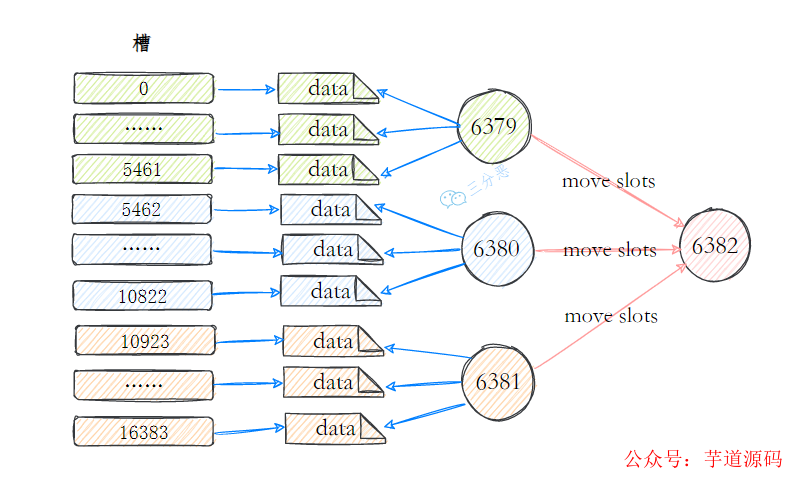 槽
0
data
······
data
5461
data
5462
data
······
data
10822
data
10923
data
······
data
16383
data
6379
6380
6381
move slots
move slots
move slots
6382
三分恶
公众号：芋道源码